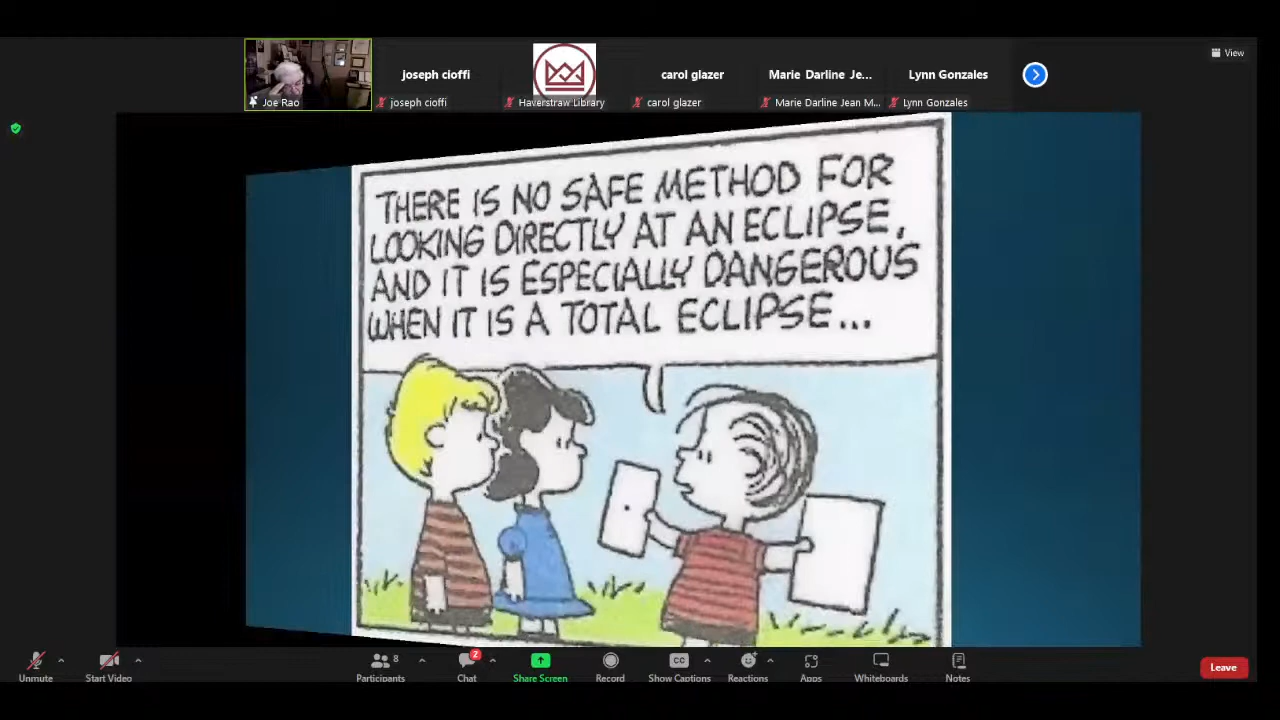 View
joseph cioffi
carol glazer
Marie Darline Je...
Lynn Gonzales
Joe Rao
joseph cioffi
Haverstraw Library
carol glazer
Marie Darline Jean M...
Lynn Gonzales
THERE IS NO SAFE METHOD FOR
LOOKING DIRECTLY AT AN ECLIPSE,
AND IT IS ESPECIALLY DANGEROUS
WHEN IT IS A TOTAL ECLIPSE...
Unmute
Start Video
Participants
8
Chat
2
Share Screen
Record
CC
Show Captions
Reactions
Apps
Whiteboards
Notes
Leave